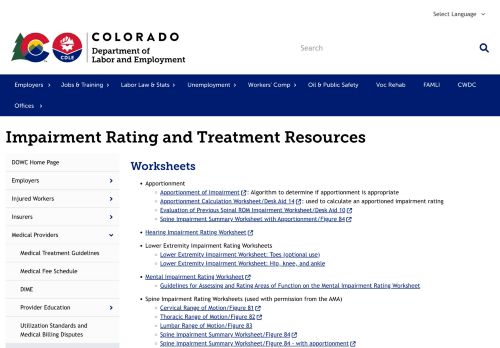 Select Language
COLORADO
Department of
Labor and Employment
CDLE
Search
Employers
Jobs & Training
Labor Law & Stats
Unemployment
Workers' Comp
Oil & Public Safety
Voc Rehab
FAMLI
CWDC
Offices
Impairment Rating and Treatment Resources
DOWC Home Page
Employers
Injured Workers
Insurers
Medical Providers
Medical Treatment Guidelines
Medical Fee Schedule
DIME
Provider Education
Utilization Standards and
Medical Billing Disputes
Worksheets
• Apportionment
Apportionment of Impairment: Algorithm to determine if apportionment is appropriate
Apportionment Calculation Worksheet/Desk Aid 14: used to calculate an apportioned impairment rating
Evaluation of Previous Spinal ROM Impairment Worksheet/Desk Aid 10
Spine Impairment Summary Worksheet with Apportionment/Figure 84
• Hearing Impairment Rating Worksheet
• Lower Extremity Impairment Rating Worksheets
Lower Extremity Impairment Worksheet: Toes (optional use)
Lower Extremity Impairment Worksheet: Hip, knee, and ankle
• Mental Impairment Rating Worksheet
Guidelines for Assessing and Rating Areas of Function on the Mental Impairment Rating Worksheet
• Spine Impairment Rating Worksheets (used with permission from the AMA)
Cervical Range of Motion/Figure 81
Thoracic Range of Motion/Figure 82
Lumbar Range of Motion/Figure 83
Spine Impairment Summary Worksheet/Figure 84
Spine Impairment Summary Worksheet/Figure 84 - with apportionment